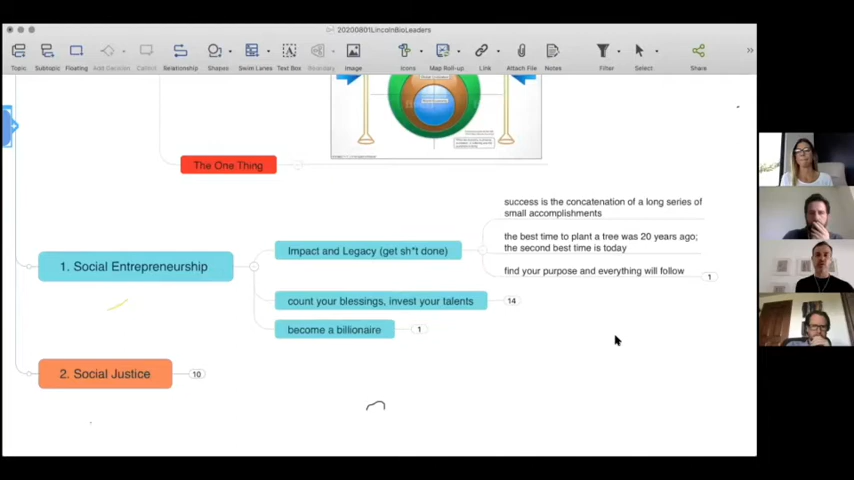 20200801LincolnBioLeaders
Topic
Subtopic
Floating
Add Decision
Callout
Relationship
Shapes
Swim Lanes
Text Box
Boundary
Image
Icons
Map Roll-up
Link
Attach File
Notes
Filter
Select
Share
The One Thing
success is the concatenation of a long series of
small accomplishments
the best time to plant a tree was 20 years ago;
the second best time is today
find your purpose and everything will follow
1
1. Social Entrepreneurship
Impact and Legacy (get sh*t done)
count your blessings, invest your talents
14
become a billionaire
1
2. Social Justice
10